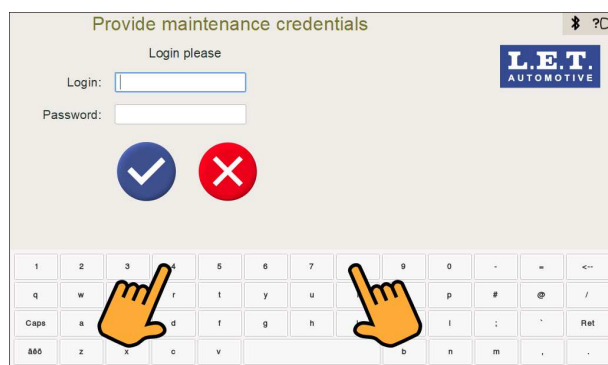 Provide maintenance credentials
?
Login please
L.E.T.
AUTOMOTIVE
Login:
Password:
1 2 3 4 5 6 7 9 0 - = <--
q w r t y u p # @ /
Caps a d f g h l ; ` Ret
âêô z x c v b n m , .